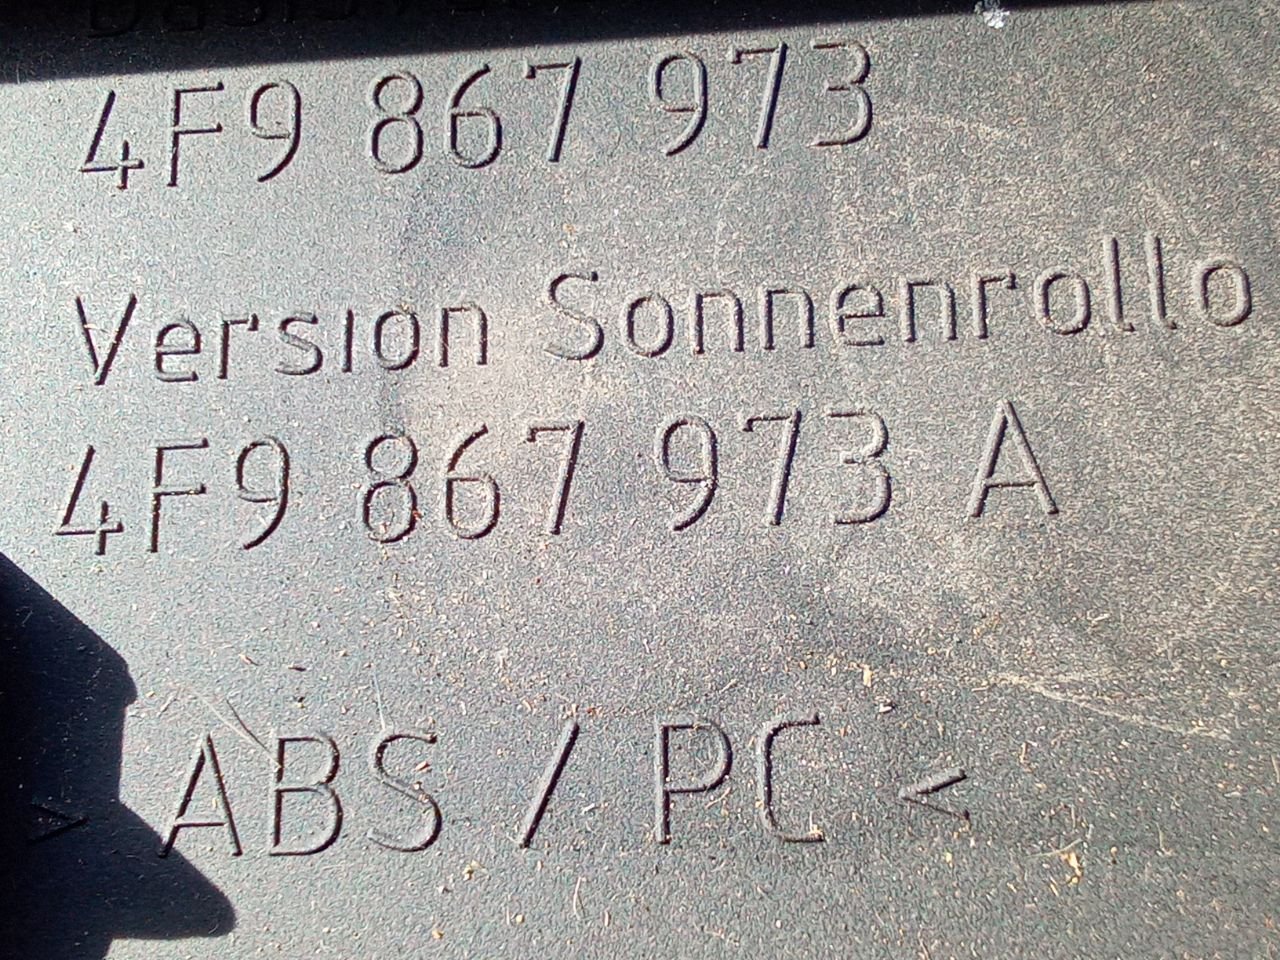 4F9 867 973
Version Sonnenrollo
4F9 867 973 A
> ABS / PC <